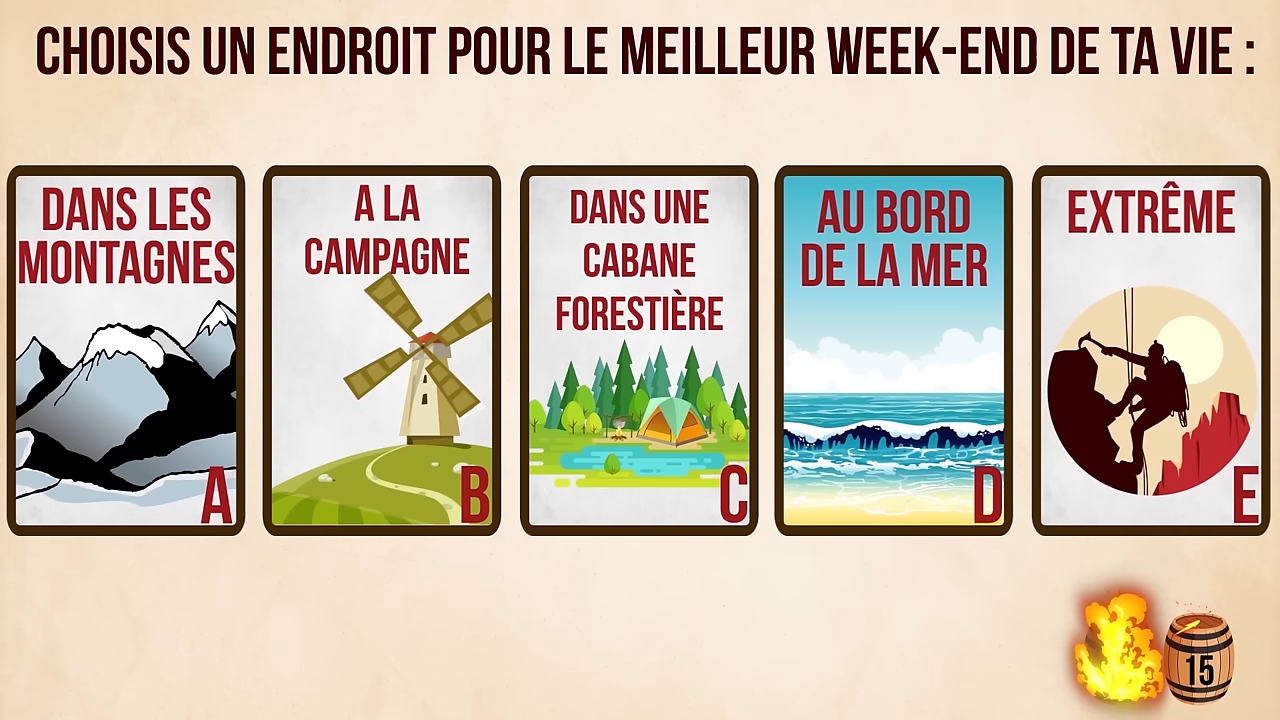 CHOISIS UN ENDROIT POUR LE MEILLEUR WEEK-END DE TA VIE :
DANS LES
MONTAGNES
A
A LA
CAMPAGNE
B
DANS UNE
CABANE
FORESTIÈRE
C
AU BORD
DE LA MER
D
EXTRÊME
E
15